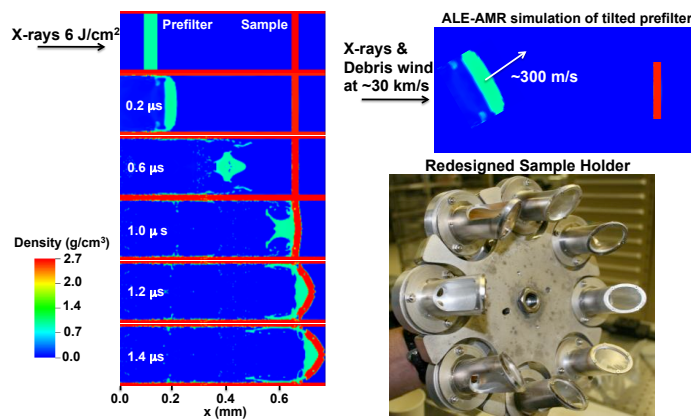 X-rays 6 J/cm²
Prefilter
Sample
0.2 µs
0.6 µs
1.0 µ s
1.2 µs
1.4 µs
Density (g/cm³)
2.7
2.0
1.4
0.7
0.0
0.0
0.2
0.4
0.6
x (mm)
ALE-AMR simulation of tilted prefilter
X-rays &
Debris wind
at ~30 km/s
~300 m/s
Redesigned Sample Holder